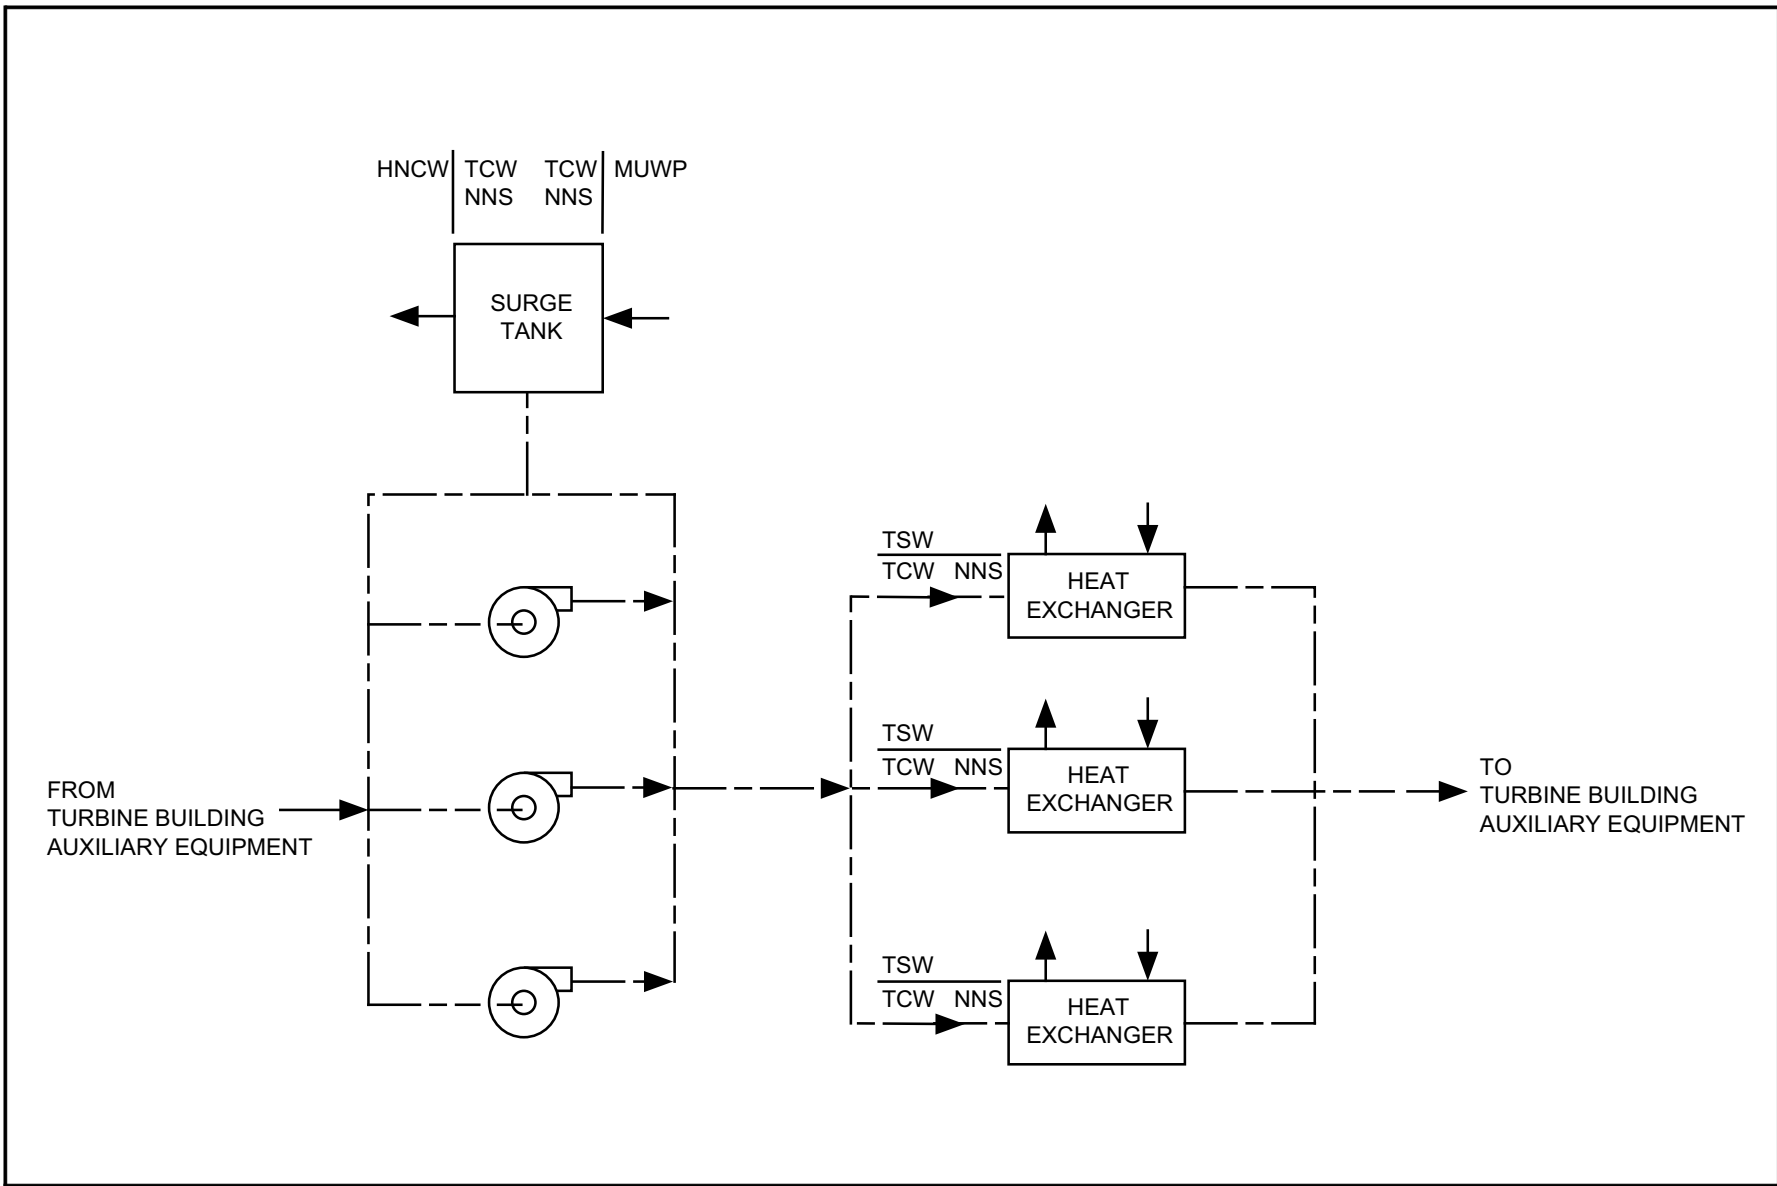 HNCW TCW TCW MUWP
NNS NNS
SURGE
TANK
FROM
TURBINE BUILDING
AUXILIARY EQUIPMENT
TSW
TCW NNS
HEAT
EXCHANGER
TSW
TCW NNS
HEAT
EXCHANGER
TSW
TCW NNS
HEAT
EXCHANGER
TO
TURBINE BUILDING
AUXILIARY EQUIPMENT